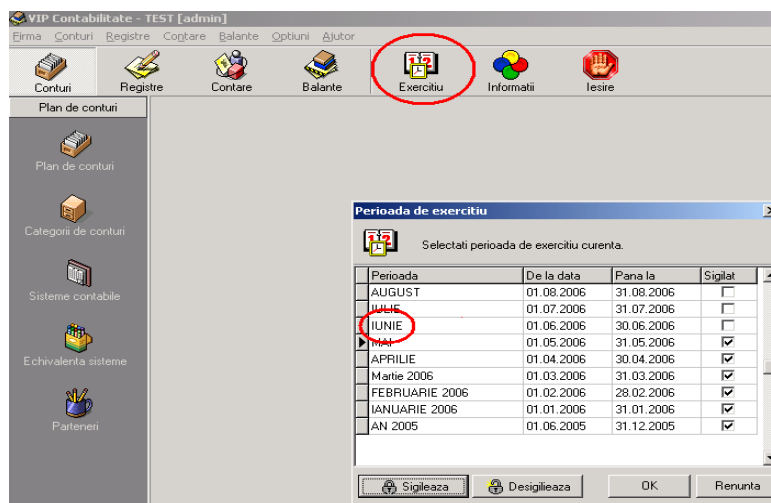 VIP Contabilitate - TEST [admin]
Firma Conturi Registre Contare Balante Optiuni Ajutor
Conturi Registre Contare Balante Exercitiu Informatii Iesire
Plan de conturi
Plan de conturi
Categorii de conturi
Sisteme contabile
Echivalenta sisteme
Parteneri
Perioada de exercitiu
Selectati perioada de exercitiu curenta.
Perioada De la data Pana la Sigilat
AUGUST 01.08.2006 31.08.2006
IULIE 01.07.2006 31.07.2006
IUNIE 01.06.2006 30.06.2006
MAI 01.05.2006 31.05.2006
APRILIE 01.04.2006 30.04.2006
Martie 2006 01.03.2006 31.03.2006
FEBRUARIE 2006 01.02.2006 28.02.2006
IANUARIE 2006 01.01.2006 31.01.2006
AN 2005 01.06.2005 31.12.2005
Sigileaza Desigilieaza OK Renunta